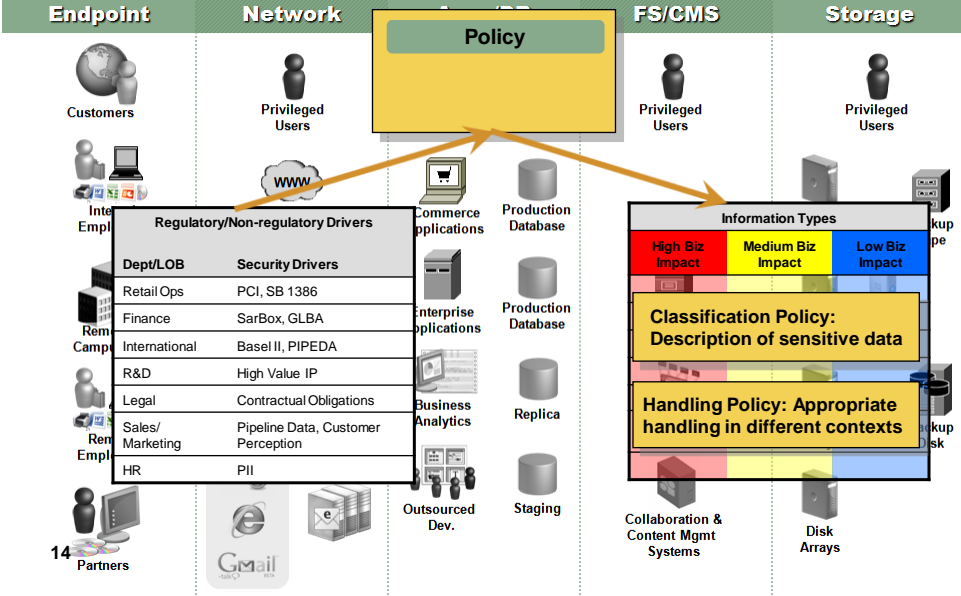 Endpoint
Network
FS/CMS
Storage
Policy
Customers
Privileged
Users
Privileged
Users
Privileged
Users
WWW
Commerce
Production
Database
Regulatory/Non-regulatory Drivers
Dept/LOB Security Drivers
Retail Ops PCI, SB 1386
Finance SarBox, GLBA
International Basel II, PIPEDA
R&D High Value IP
Legal Contractual Obligations
Sales/
Marketing
Pipeline Data, Customer
Perception
HR PII
Production
Database
Business
Analytics
Replica
Outsourced
Dev.
Staging
Information Types
High Biz
Impact
Medium Biz
Impact
Low Biz
Impact
Classification Policy:
Description of sensitive data
Handling Policy: Appropriate
handling in different contexts
Collaboration &
Content Mgmt
Systems
Disk
Arrays
e
GMail
talk BETA
14
Partners